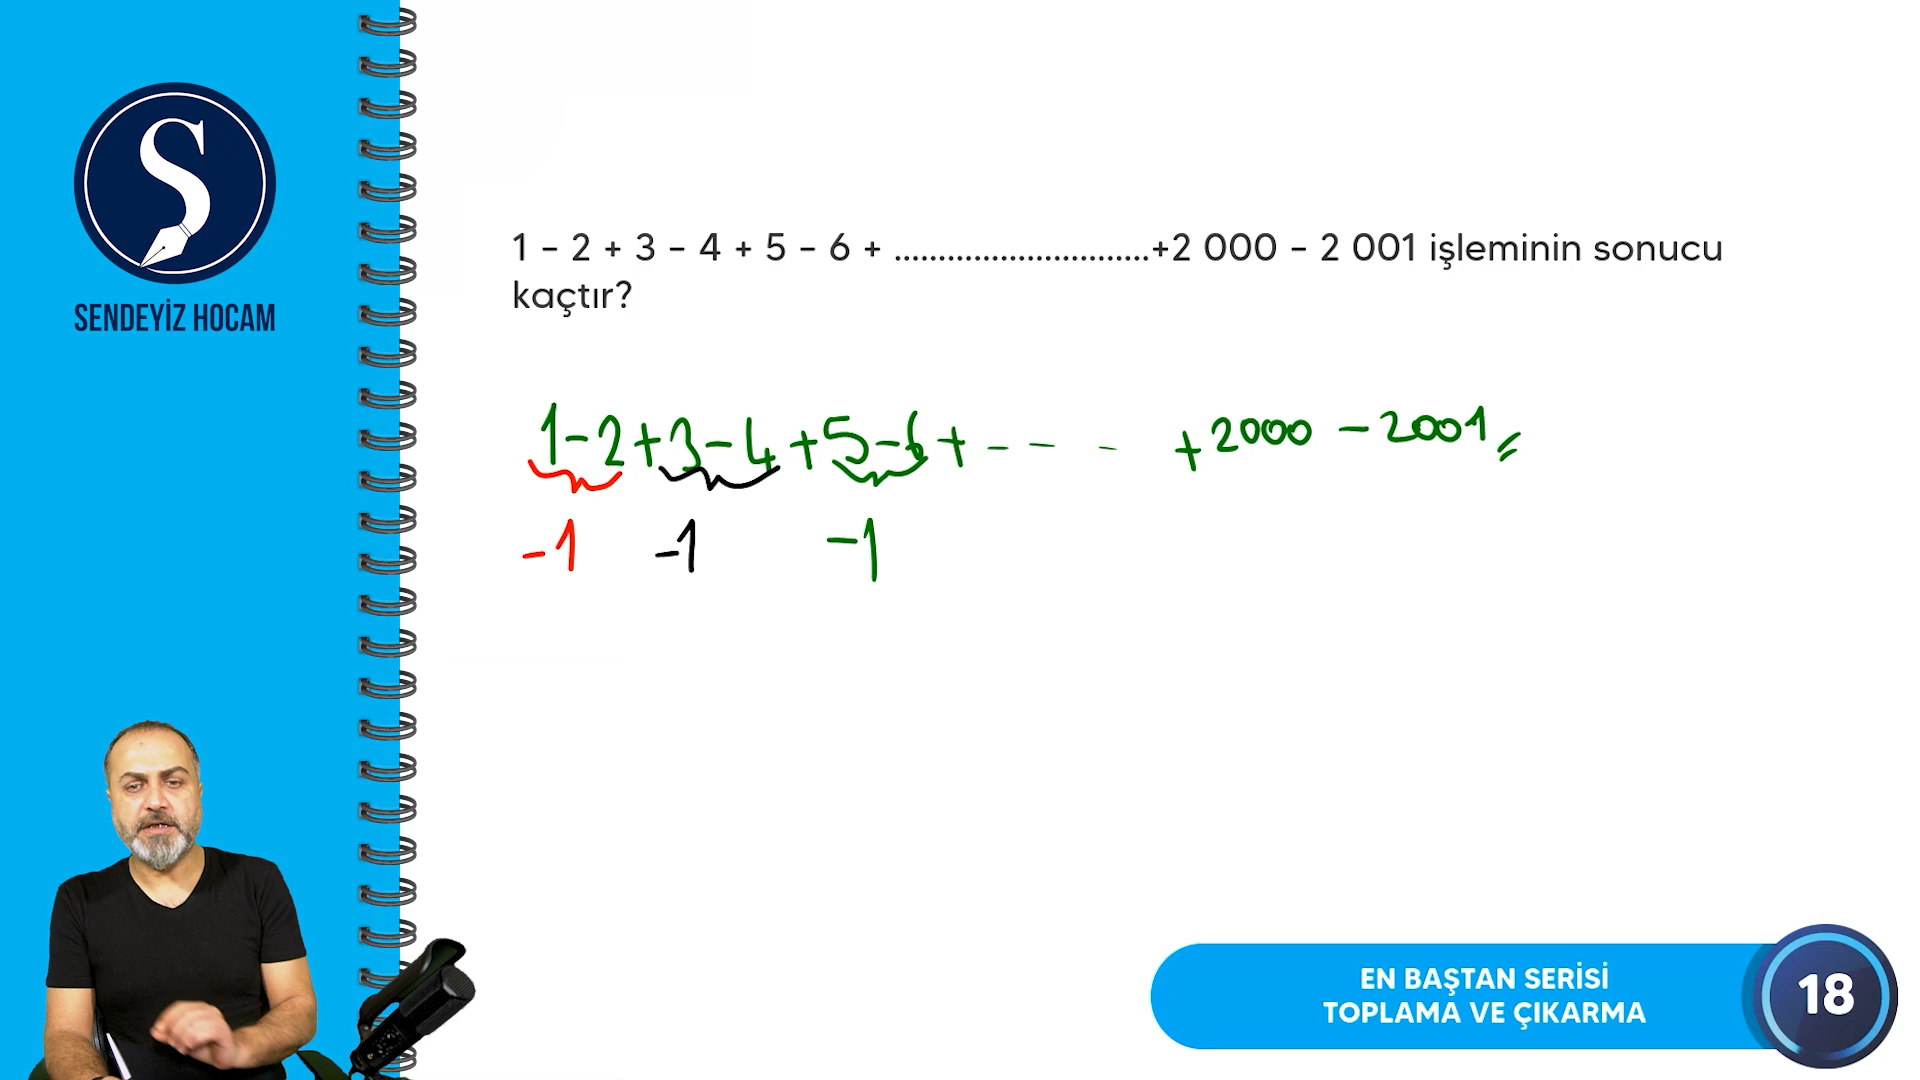 SENDEYİZ HOCAM
1 - 2 + 3 - 4 + 5 - 6 + .............................+2 000 - 2 001 işleminin sonucu
kaçtır?
1-2+3-4+5-6+- - - +2000-2001=
-1 -1 -1
EN BAŞTAN SERİSİ
TOPLAMA VE ÇIKARMA
18